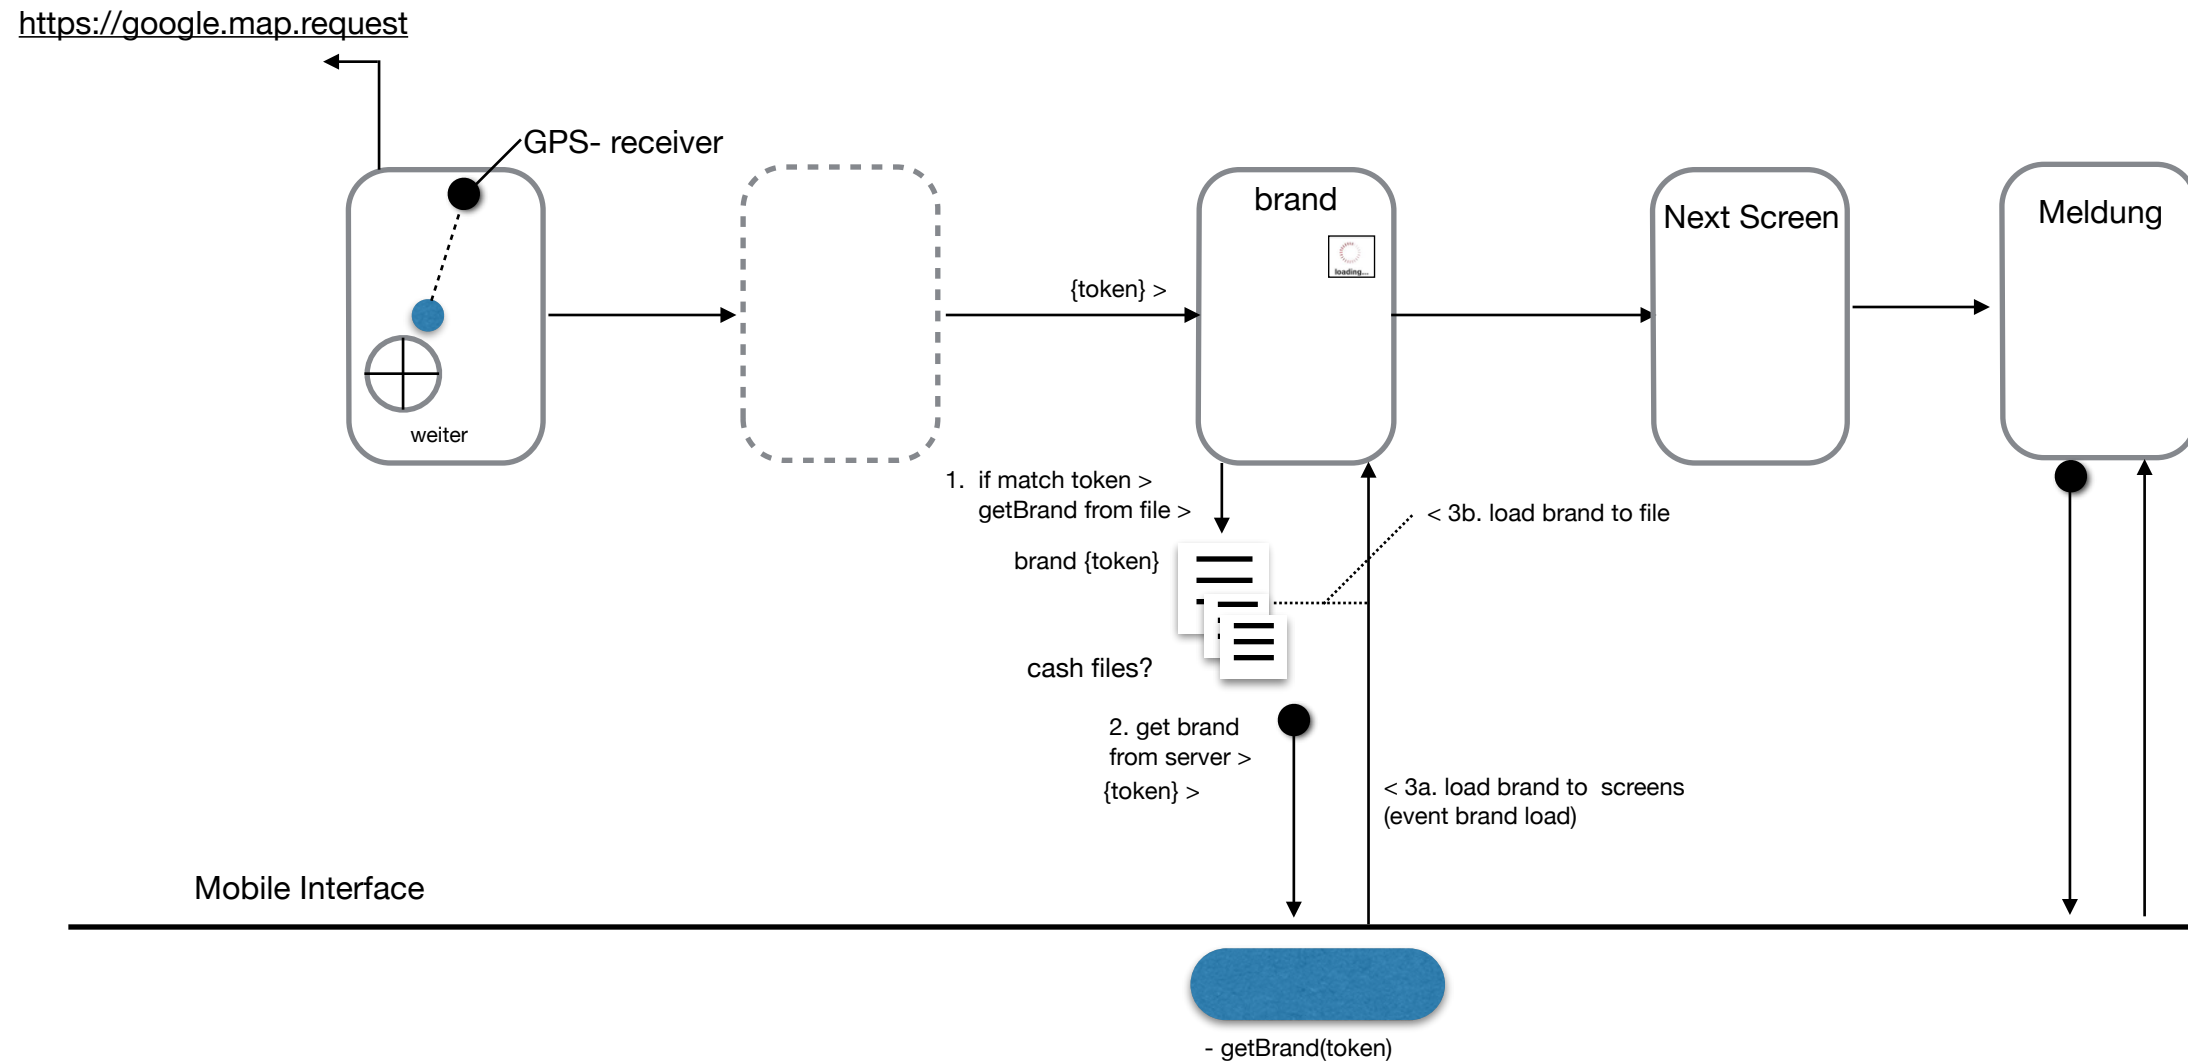 https://google.map.request
GPS- receiver
brand
Next Screen
Meldung
loading...
{token} >
weiter
1. if match token >
getBrand from file >
< 3b. load brand to file
brand {token}
cash files?
2. get brand
from server >
{token} >
< 3a. load brand to screens
(event brand load)
Mobile Interface
- getBrand(token)